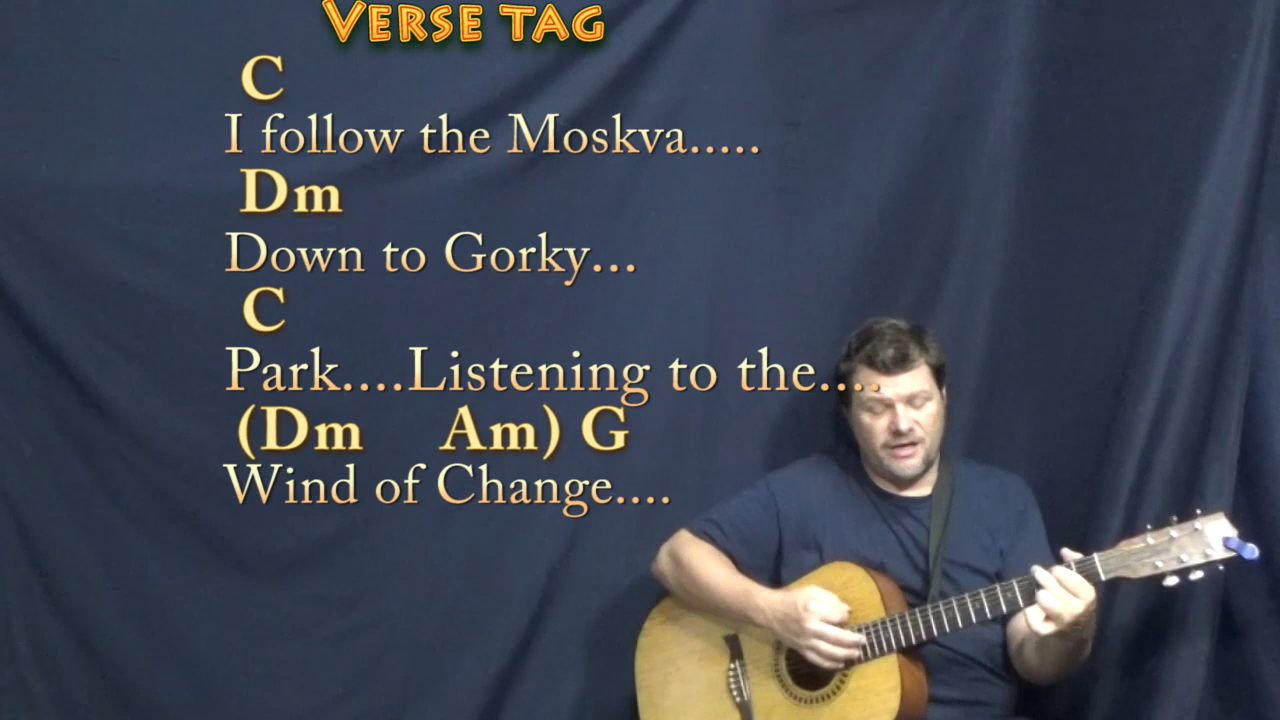 VERSE TAG
C
I follow the Moskva.....
Dm
Down to Gorky...
C
Park....Listening to the....
(Dm Am) G
Wind of Change....